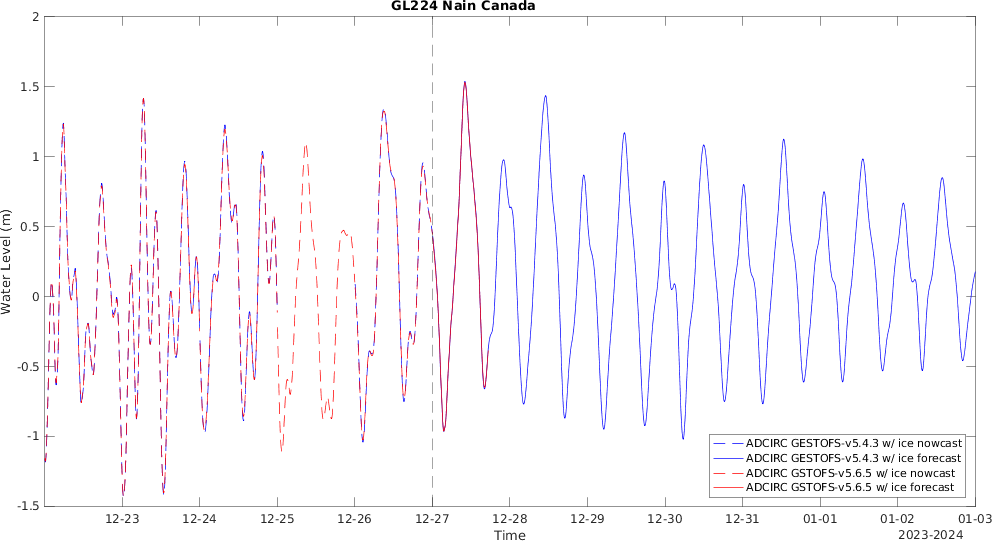 GL224 Nain Canada
2
1.5
1
0.5
0
-0.5
-1
-1.5
Water Level (m)
12-23 12-24 12-25 12-26 12-27 12-28 12-29 12-30 12-31 01-01 01-02 01-03
Time
2023-2024
ADCIRC GESTOFS-v5.4.3 w/ ice nowcast
ADCIRC GESTOFS-v5.4.3 w/ ice forecast
ADCIRC GSTOFS-v5.6.5 w/ ice nowcast
ADCIRC GSTOFS-v5.6.5 w/ ice forecast